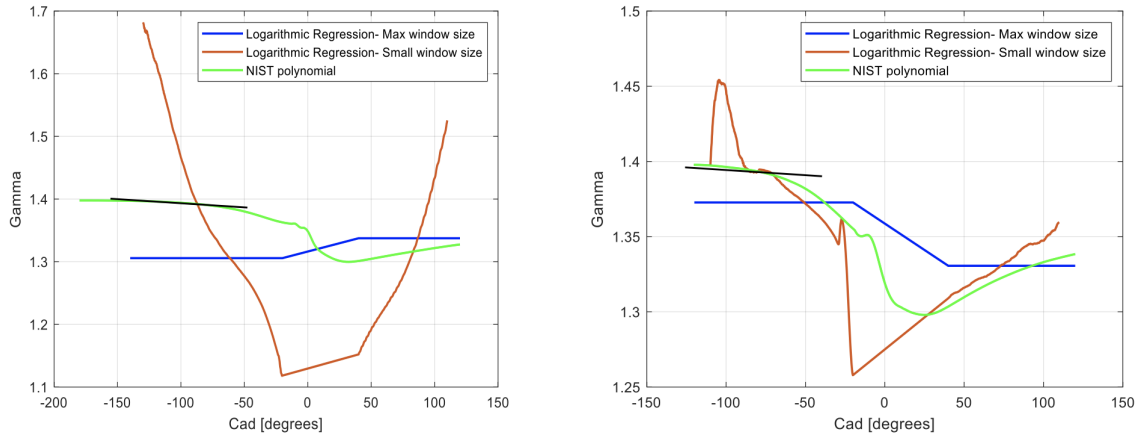 1.7
1.6
1.5
1.4
1.3
1.2
1.1
-200
-150
-100
-50
0
50
100
150
Gamma
Cad [degrees]
Logarithmic Regression- Max window size
Logarithmic Regression- Small window size
NIST polynomial
1.5
1.45
1.4
1.35
1.3
1.25
-150
-100
-50
0
50
100
150
Gamma
Cad [degrees]
Logarithmic Regression- Max window size
Logarithmic Regression- Small window size
NIST polynomial